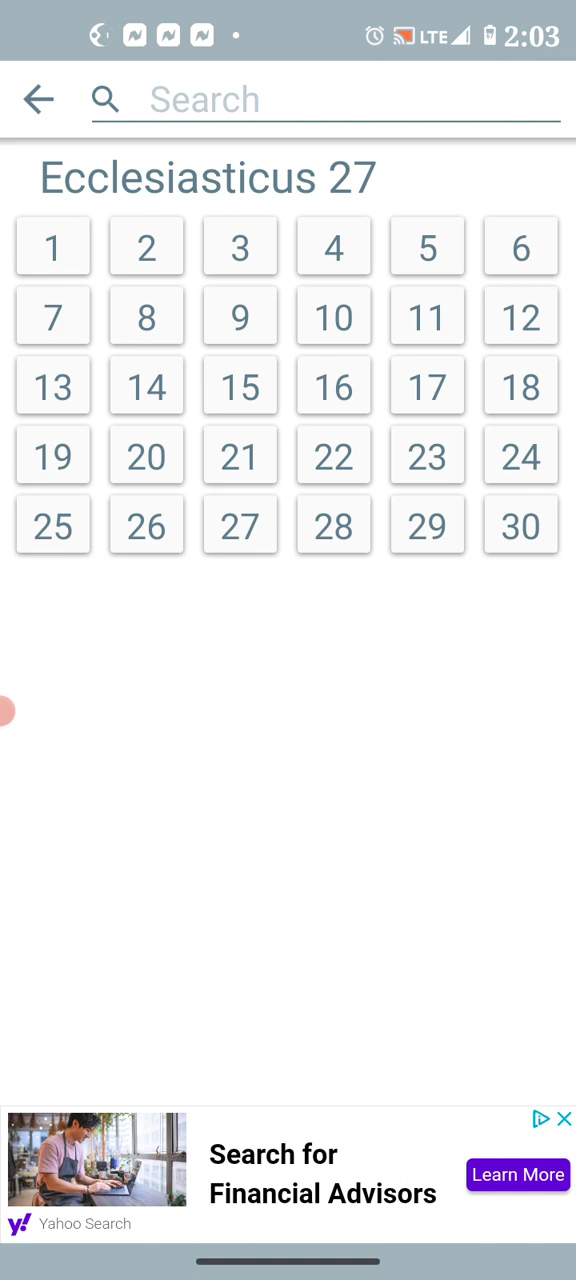 LTE 2:03
Search
Ecclesiasticus 27
1 2 3 4 5 6
7 8 9 10 11 12
13 14 15 16 17 18
19 20 21 22 23 24
25 26 27 28 29 30
Search for
Financial Advisors
Learn More
y! Yahoo Search